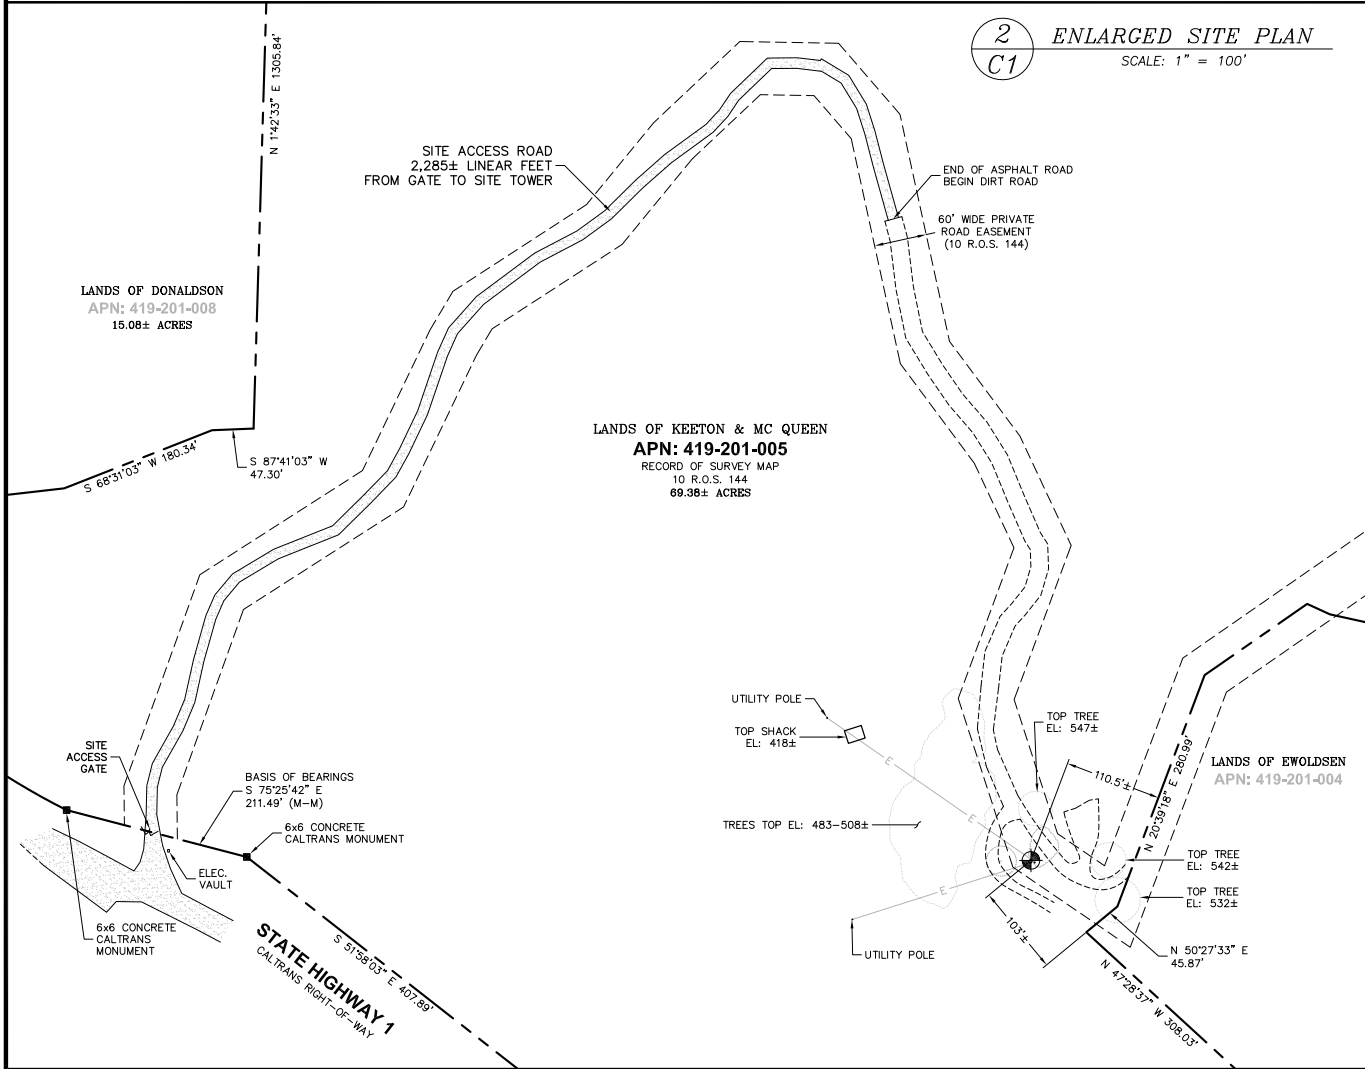 2
C1
ENLARGED SITE PLAN
SCALE: 1" = 100'
N 1°42'33" E 1305.84'
SITE ACCESS ROAD
2,285± LINEAR FEET
FROM GATE TO SITE TOWER
END OF ASPHALT ROAD
BEGIN DIRT ROAD
60' WIDE PRIVATE
ROAD EASEMENT
(10 R.O.S. 144)
LANDS OF DONALDSON
APN: 419-201-008
15.08± ACRES
S 68°31'03" W 180.34'
S 87°41'03" W
47.30'
LANDS OF KEETON & MC QUEEN
APN: 419-201-005
RECORD OF SURVEY MAP
10 R.O.S. 144
69.38± ACRES
UTILITY POLE
TOP SHACK
EL: 418±
E
TOP TREE
EL: 547±
110.5'±
N 20°39'18" E 280.99'
LANDS OF EWOLDSEN
APN: 419-201-004
SITE
ACCESS
GATE
BASIS OF BEARINGS
S 75°25'42" E
211.49' (M-M)
6x6 CONCRETE
CALTRANS MONUMENT
TREES TOP EL: 483-508±
E
TOP TREE
EL: 542±
ELEC.
VAULT
E
TOP TREE
EL: 532±
6x6 CONCRETE
CALTRANS
MONUMENT
STATE HIGHWAY 1
CALTRANS RIGHT-OF-WAY
S 51°58'03" E 407.89'
UTILITY POLE
103'±
N 50°27'33" E
45.87'
N 47°28'37" W 308.03'